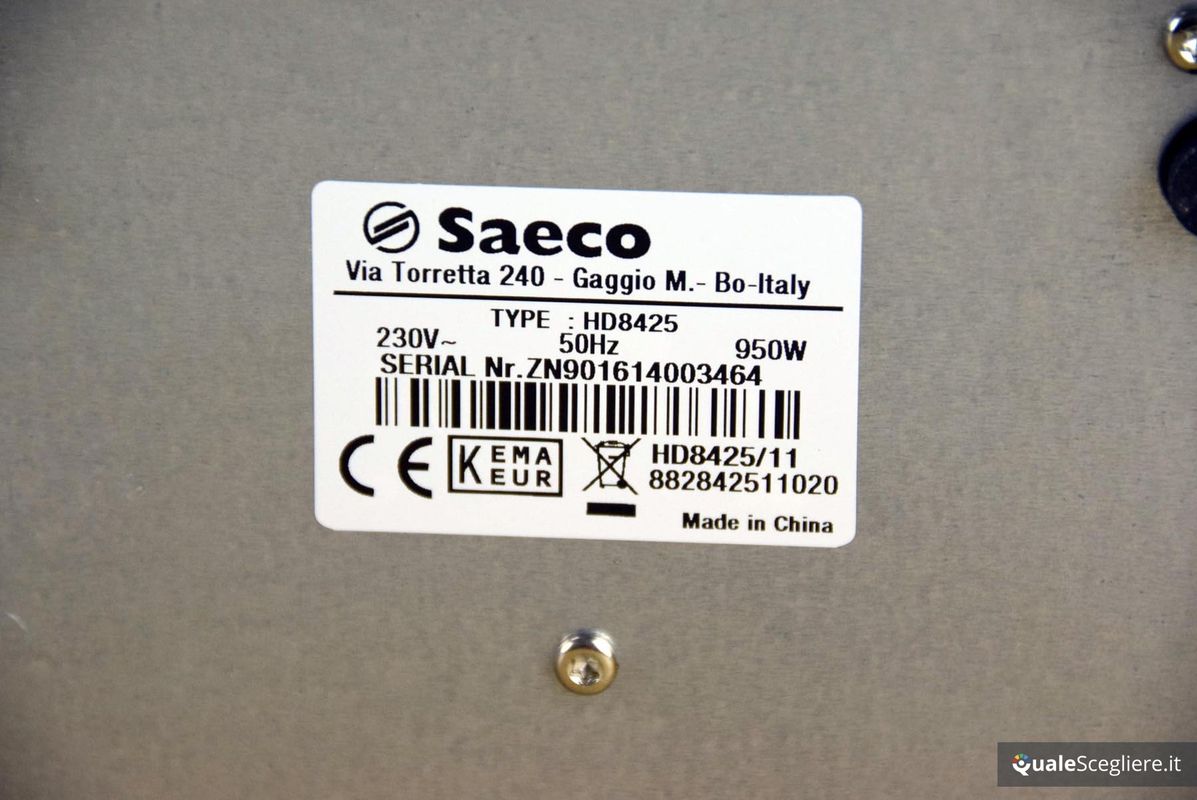 Saeco
Via Torretta 240 - Gaggio M.- Bo-Italy
TYPE : HD8425
230V~ 50Hz 950W
SERIAL Nr.ZN901614003464
CE KEMA EUR HD8425/11
882842511020
Made in China
QualeScegliere.it